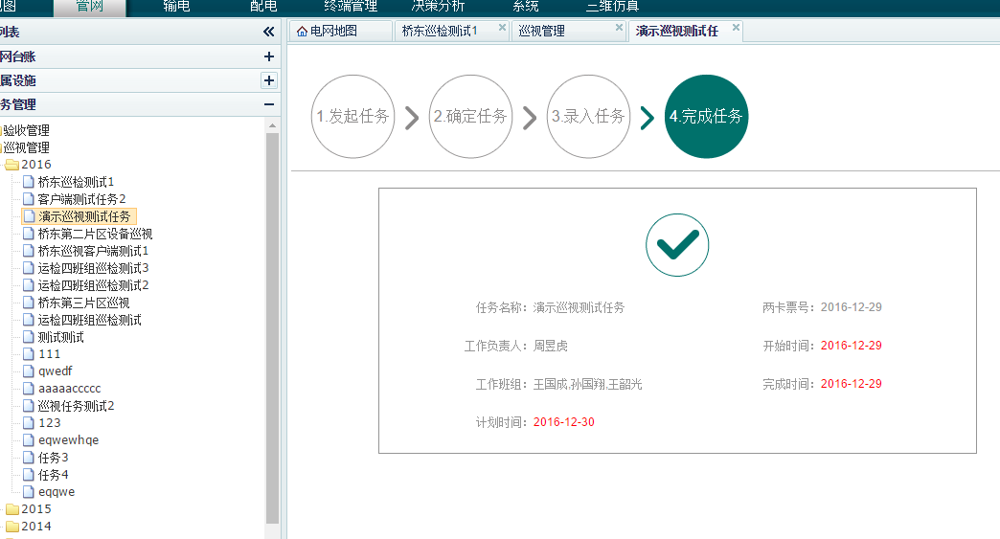 图 管网 输电 配电 终端管理 决策分析 系统 三维仿真
列表
电网地图 桥东巡检测试1 巡视管理 演示巡视测试任
网台账
属设施
务管理
验收管理
巡视管理
2016
桥东巡检测试1
客户端测试任务2
演示巡视测试任务
桥东第二片区设备巡视
桥东巡视客户端测试1
运检四班组巡检测试3
运检四班组巡检测试2
桥东第三片区巡视
运检四班组巡检测试
测试测试
111
qwedf
aaaaaccccc
巡视任务测试2
123
eqwewhqe
任务3
任务4
eqqwe
2015
2014
1.发起任务 2.确定任务 3.录入任务 4.完成任务
任务名称：演示巡视测试任务 两卡票号：2016-12-29
工作负责人：周昱虎 开始时间：2016-12-29
工作班组：王国成,孙国翔,王韶光 完成时间：2016-12-29
计划时间：2016-12-30